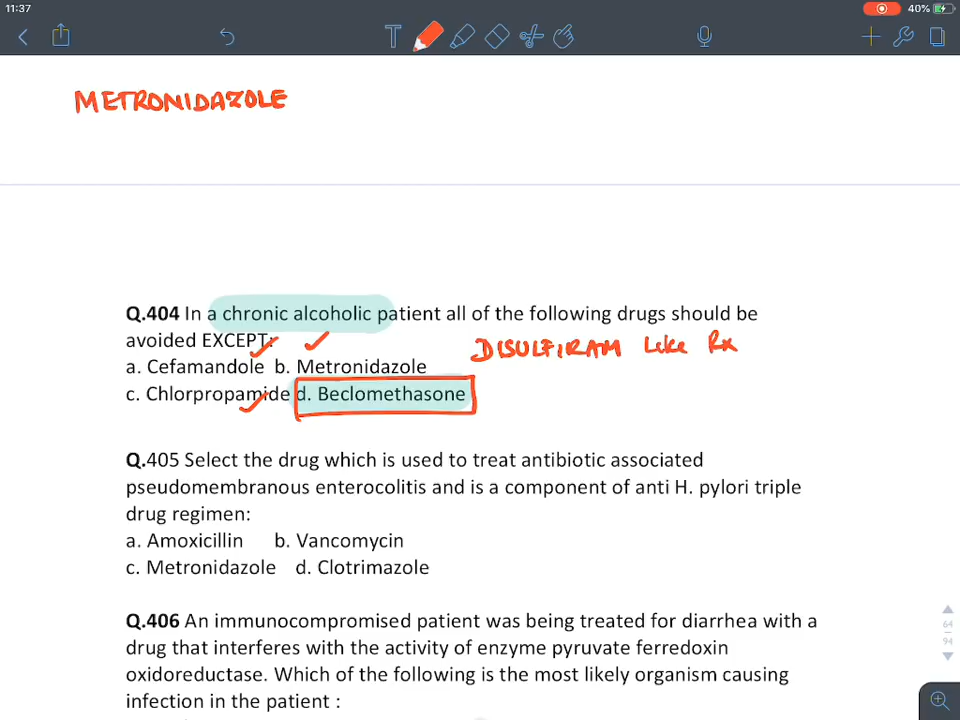 11:37
40%
T
METRONIDAZOLE
Q.404 In a chronic alcoholic patient all of the following drugs should be
avoided EXCEPT:
DISULFIRAM Like Rx
a. Cefamandole b. Metronidazole
c. Chlorpropamide d. Beclomethasone
Q.405 Select the drug which is used to treat antibiotic associated
pseudomembranous enterocolitis and is a component of anti H. pylori triple
drug regimen:
a. Amoxicillin b. Vancomycin
c. Metronidazole d. Clotrimazole
Q.406 An immunocompromised patient was being treated for diarrhea with a
drug that interferes with the activity of enzyme pyruvate ferredoxin
oxidoreductase. Which of the following is the most likely organism causing
infection in the patient :
64
94